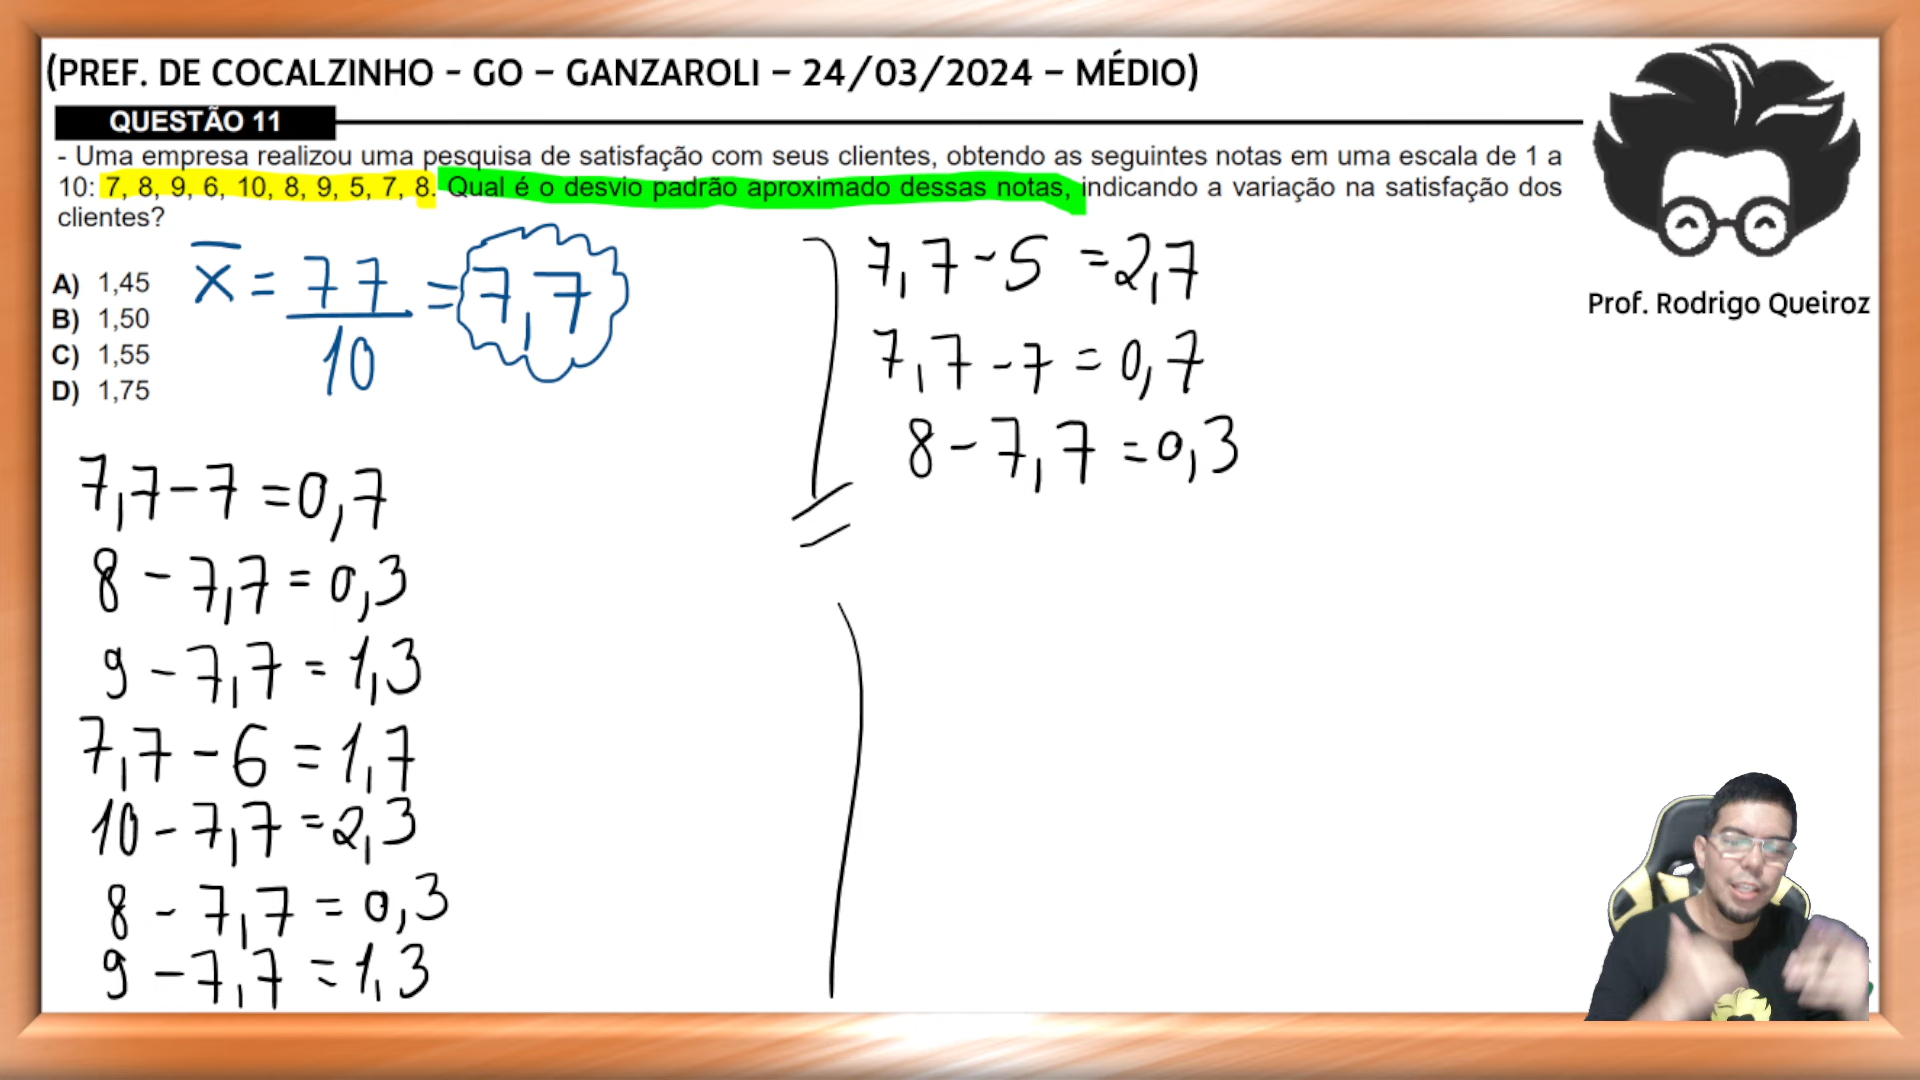 (PREF. DE COCALZINHO - GO – GANZAROLI – 24/03/2024 – MÉDIO)
QUESTÃO 11
- Uma empresa realizou uma pesquisa de satisfação com seus clientes, obtendo as seguintes notas em uma escala de 1 a
10: 7, 8, 9, 6, 10, 8, 9, 5, 7, 8. Qual é o desvio padrão aproximado dessas notas, indicando a variação na satisfação dos
clientes?
A) 1,45
B) 1,50
C) 1,55
D) 1,75
x̅ = 77/10 = 7,7
7,7 - 7 = 0,7
8 - 7,7 = 0,3
9 - 7,7 = 1,3
7,7 - 6 = 1,7
10 - 7,7 = 2,3
8 - 7,7 = 0,3
9 - 7,7 = 1,3
7,7 - 5 = 2,7
7,7 - 7 = 0,7
8 - 7,7 = 0,3
Prof. Rodrigo Queiroz